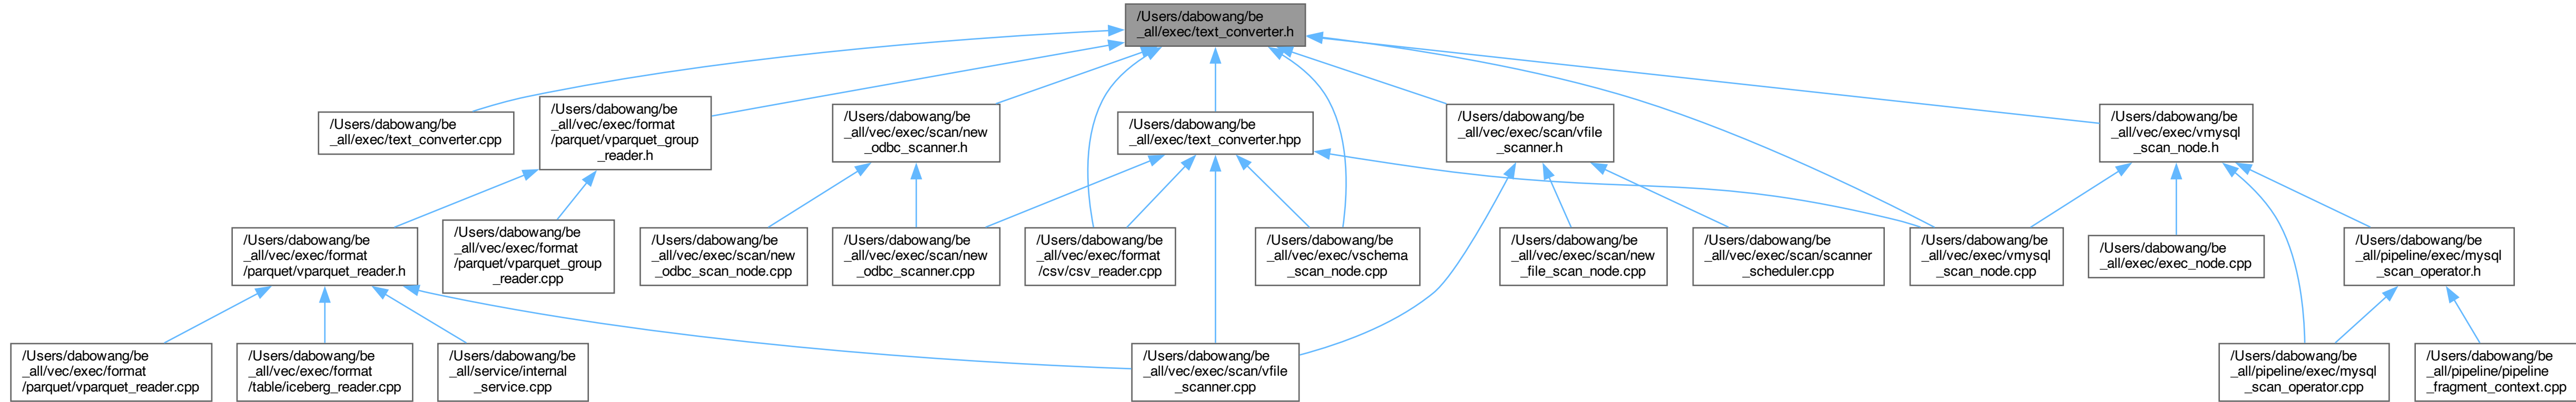 /Users/dabowang/be
_all/exec/text_converter.h
/Users/dabowang/be
_all/exec/text_converter.cpp
/Users/dabowang/be
_all/vec/exec/format
/parquet/vparquet_group
_reader.h
/Users/dabowang/be
_all/vec/exec/scan/new
_odbc_scanner.h
/Users/dabowang/be
_all/exec/text_converter.hpp
/Users/dabowang/be
_all/vec/exec/scan/vfile
_scanner.h
/Users/dabowang/be
_all/vec/exec/vmysql
_scan_node.h
/Users/dabowang/be
_all/vec/exec/format
/parquet/vparquet_reader.h
/Users/dabowang/be
_all/vec/exec/format
/parquet/vparquet_group
_reader.cpp
/Users/dabowang/be
_all/vec/exec/scan/new
_odbc_scan_node.cpp
/Users/dabowang/be
_all/vec/exec/scan/new
_odbc_scanner.cpp
/Users/dabowang/be
_all/vec/exec/format
/csv/csv_reader.cpp
/Users/dabowang/be
_all/vec/exec/vschema
_scan_node.cpp
/Users/dabowang/be
_all/vec/exec/scan/new
_file_scan_node.cpp
/Users/dabowang/be
_all/vec/exec/scan/scanner
_scheduler.cpp
/Users/dabowang/be
_all/vec/exec/vmysql
_scan_node.cpp
/Users/dabowang/be
_all/exec/exec_node.cpp
/Users/dabowang/be
_all/pipeline/exec/mysql
_scan_operator.h
/Users/dabowang/be
_all/vec/exec/format
/parquet/vparquet_reader.cpp
/Users/dabowang/be
_all/vec/exec/format
/table/iceberg_reader.cpp
/Users/dabowang/be
_all/service/internal
_service.cpp
/Users/dabowang/be
_all/vec/exec/scan/vfile
_scanner.cpp
/Users/dabowang/be
_all/pipeline/exec/mysql
_scan_operator.cpp
/Users/dabowang/be
_all/pipeline/pipeline
_fragment_context.cpp